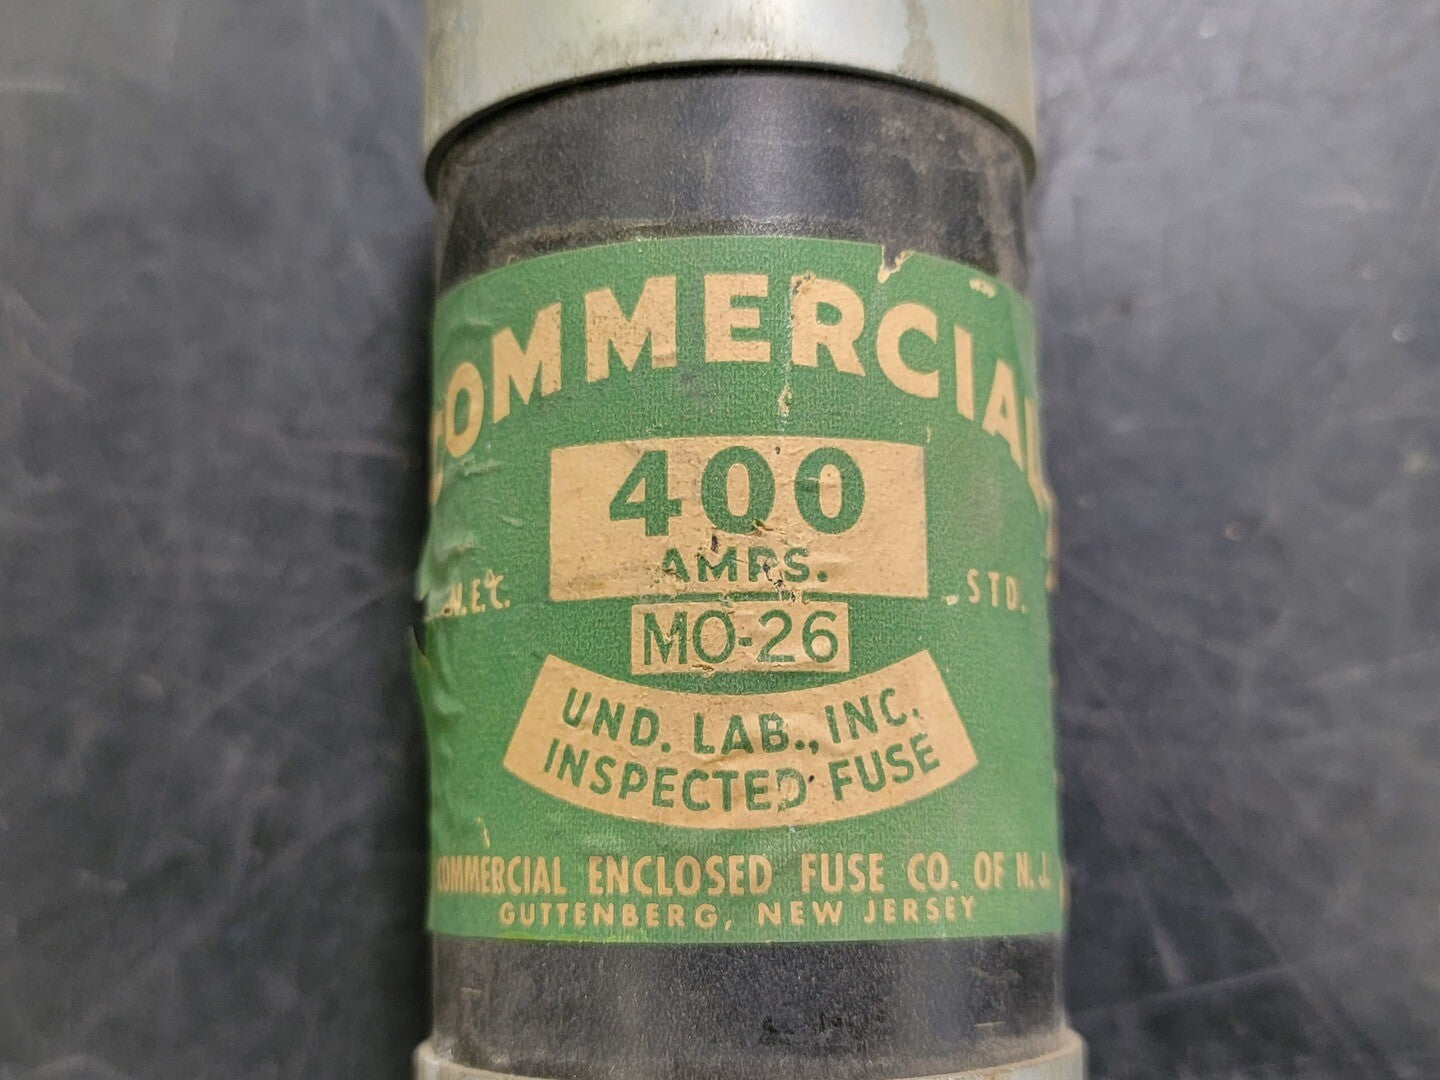 COMMERCIAL
400
AMPS.
N.E.C. STD.
MO-26
UND. LAB., INC.
INSPECTED FUSE
COMMERCIAL ENCLOSED FUSE CO. OF N. J.
GUTTENBERG, NEW JERSEY